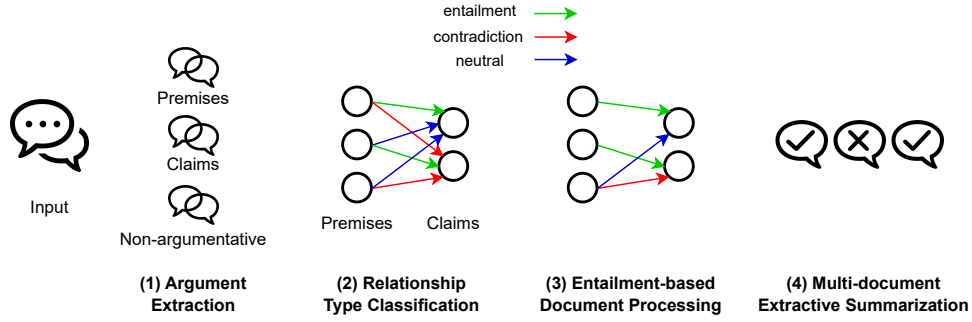 entailment
contradiction
neutral
Premises
Claims
Non-argumentative
Input
Premises
Claims
(1) Argument
Extraction
(2) Relationship
Type Classification
(3) Entailment-based
Document Processing
(4) Multi-document
Extractive Summarization